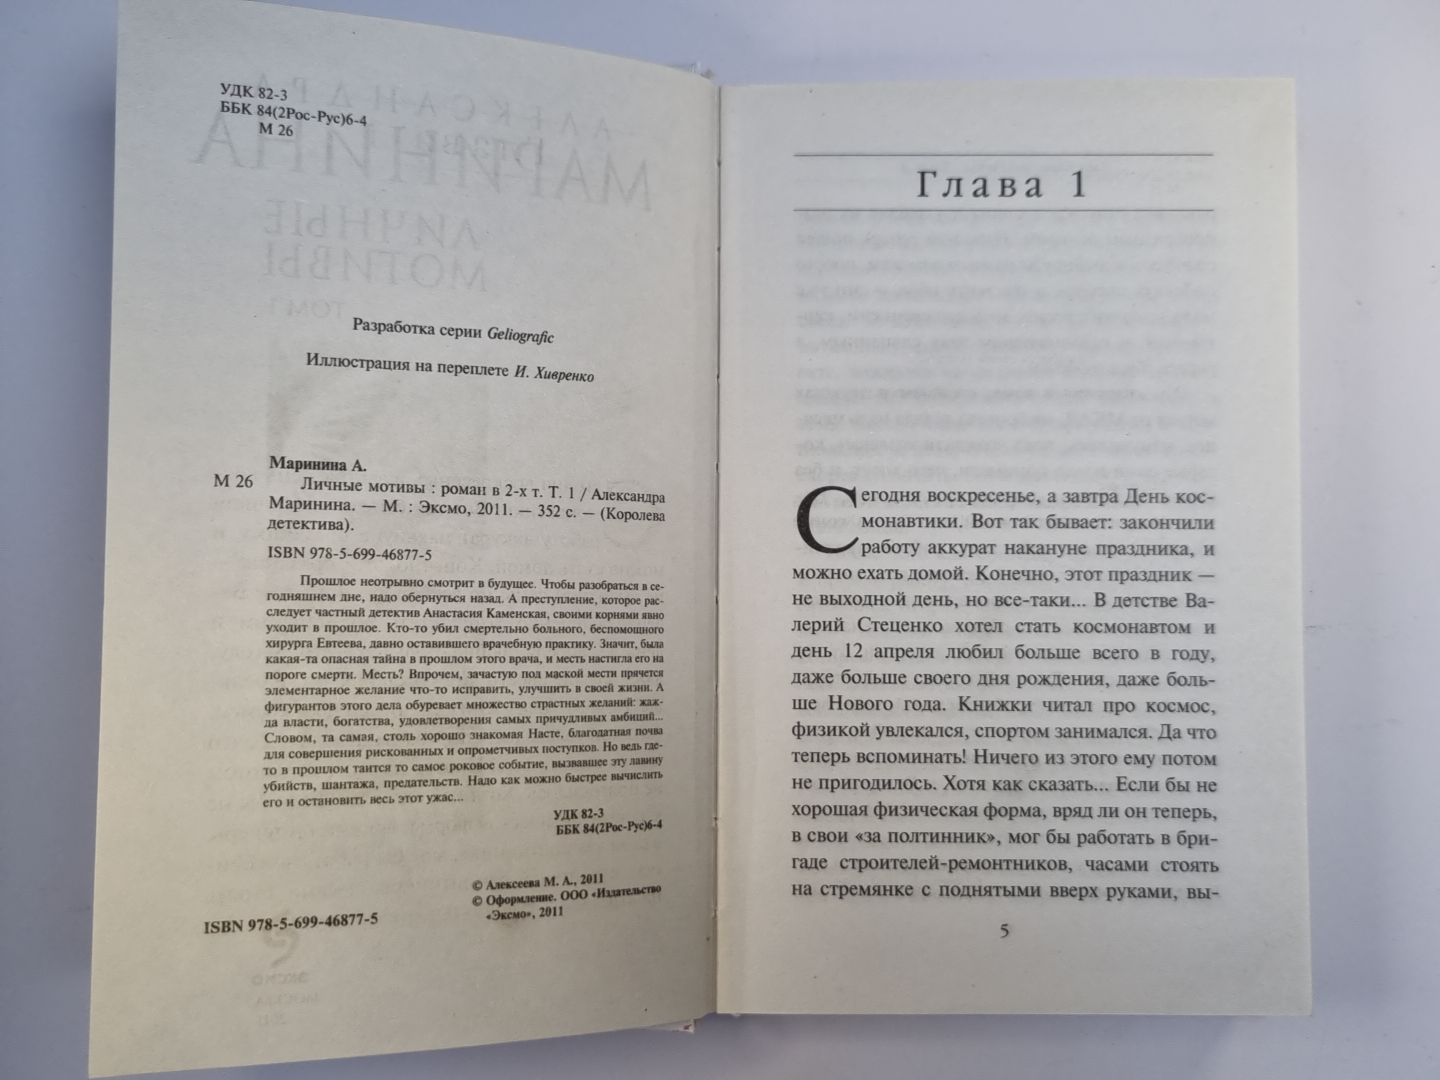 УДК 82-3
ББК 84(2Рос-Рус)6-4
М 26
Разработка серии Geliografic
Иллюстрация на переплете И. Хивренко
Маринина А.
М 26 Личные мотивы : роман в 2-х т. Т. 1 / Александра
Маринина. — М. : Эксмо, 2011. — 352 с. — (Королева
детектива).
ISBN 978-5-699-46877-5
Прошлое неотрывно смотрит в будущее. Чтобы разобраться в се-
годняшнем дне, надо обернуться назад. А преступление, которое рас-
следует частный детектив Анастасия Каменская, своими корнями явно
уходит в прошлое. Кто-то убил смертельно больного, беспомощного
хирурга Евтеева, давно оставившего врачебную практику. Значит, была
какая-та опасная тайна в прошлом этого врача, и месть настигла его на
пороге смерти. Месть? Впрочем, зачастую под маской мести прячется
элементарное желание что-то исправить, улучшить в своей жизни. А
фигурантов этого дела обуревает множество страстных желаний: жаж-
да власти, богатства, удовлетворения самых причудливых амбиций...
Словом, та самая, столь хорошо знакомая Насте, благодатная почва
для совершения рискованных и опрометчивых поступков. Но ведь где-
то в прошлом таится то самое роковое событие, вызвавшее эту лавину
убийств, шантажа, предательств. Надо как можно быстрее вычислить
его и остановить весь этот ужас...
УДК 82-3
ББК 84(2Рос-Рус)6-4
© Алексеева М. А., 2011
© Оформление. ООО «Издательство
«Эксмо», 2011
ISBN 978-5-699-46877-5
Глава 1
Сегодня воскресенье, а завтра День кос-
монавтики. Вот так бывает: закончили
работу аккурат накануне праздника, и
можно ехать домой. Конечно, этот праздник —
не выходной день, но все-таки... В детстве Ва-
лерий Стеценко хотел стать космонавтом и
день 12 апреля любил больше всего в году,
даже больше своего дня рождения, даже боль-
ше Нового года. Книжки читал про космос,
физикой увлекался, спортом занимался. Да что
теперь вспоминать! Ничего из этого ему потом
не пригодилось. Хотя как сказать... Если бы не
хорошая физическая форма, вряд ли он теперь,
в свои «за полтинник», мог бы работать в бри-
гаде строителей-ремонтников, часами стоять
на стремянке с поднятыми вверх руками, вы-
5